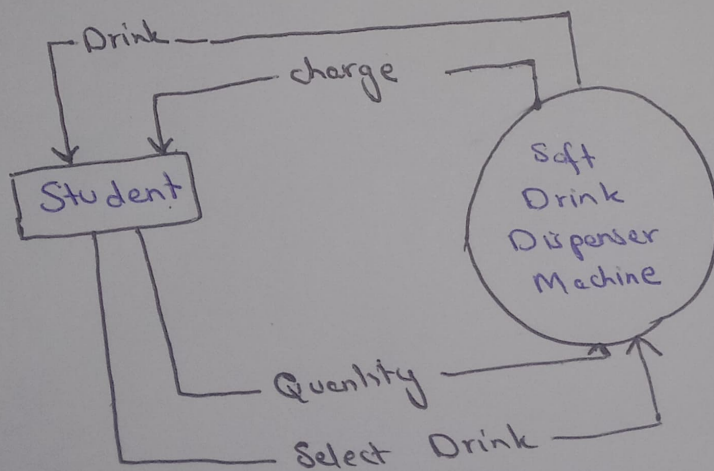 Drink
charge
Student
Soft
Drink
Dispenser
Machine
Quantity
Select Drink